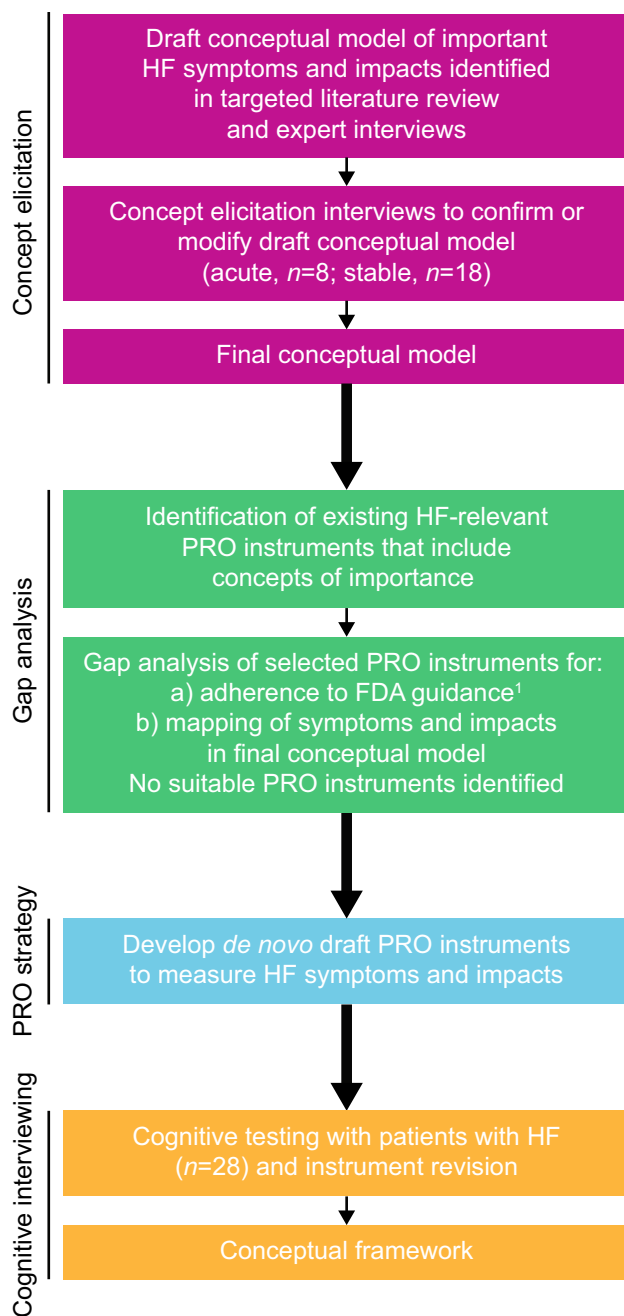 Concept elicitation
Draft conceptual model of important
HF symptoms and impacts identified
in targeted literature review
and expert interviews
Concept elicitation interviews to confirm or
modify draft conceptual model
(acute, n=8; stable, n=18)
Final conceptual model
Gap analysis
Identification of existing HF-relevant
PRO instruments that include
concepts of importance
Gap analysis of selected PRO instruments for:
a) adherence to FDA guidance¹
b) mapping of symptoms and impacts
in final conceptual model
No suitable PRO instruments identified
PRO strategy
Develop de novo draft PRO instruments
to measure HF symptoms and impacts
Cognitive interviewing
Cognitive testing with patients with HF
(n=28) and instrument revision
Conceptual framework